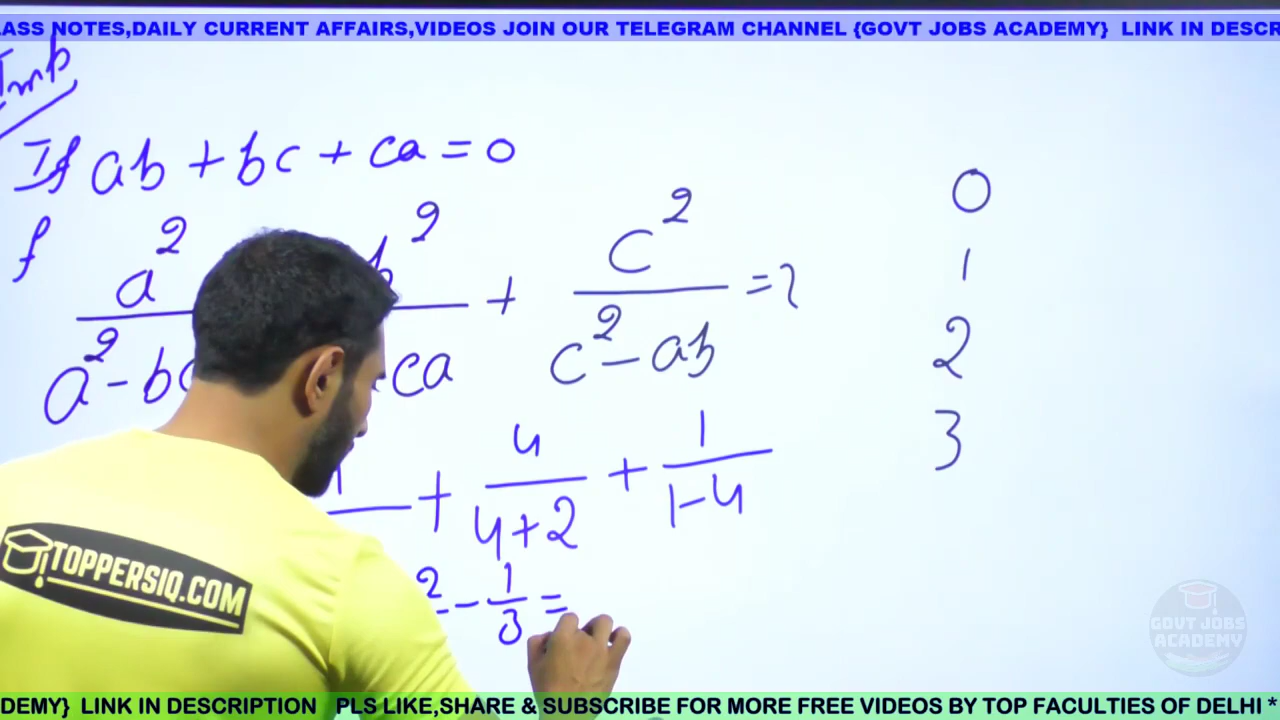 LASS NOTES,DAILY CURRENT AFFAIRS,VIDEOS JOIN OUR TELEGRAM CHANNEL {GOVT JOBS ACADEMY} LINK IN DESCR
Imp
If ab + bc + ca = 0
f a² b² + c² = ?
a² - bc ca c² - ab
1 + 4 + 1
4+2 1-4
2 - 1 =
3
0
1
2
3
TOPPERSIQ.COM
GOVT JOBS
ACADEMY
DEMY} LINK IN DESCRIPTION PLS LIKE,SHARE & SUBSCRIBE FOR MORE FREE VIDEOS BY TOP FACULTIES OF DELHI *